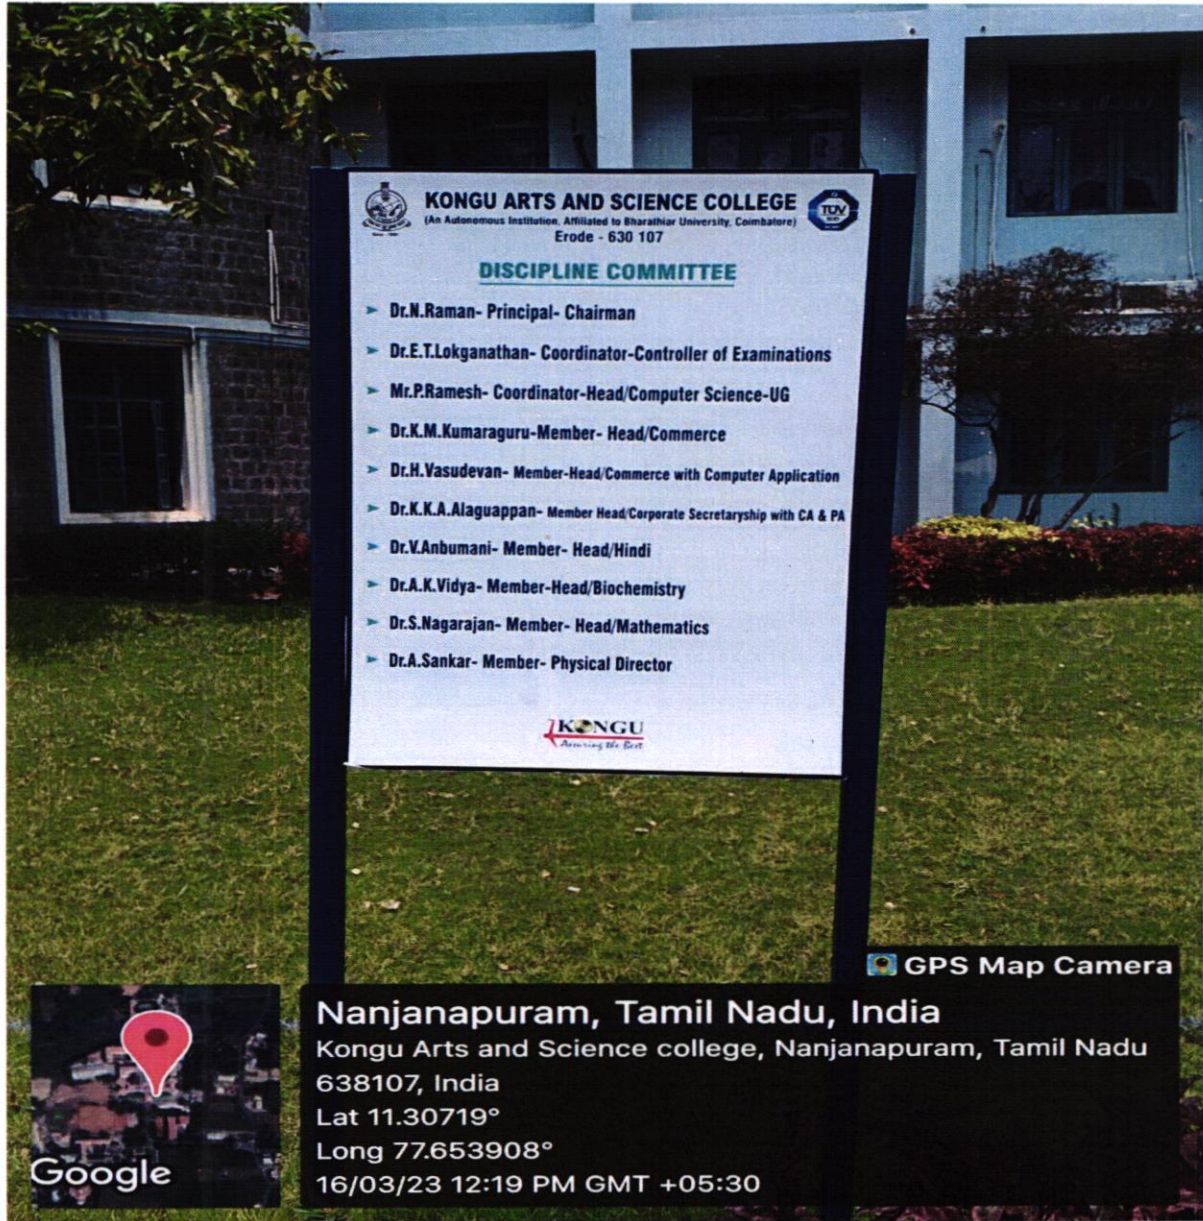 KONGU ARTS AND SCIENCE COLLEGE
(An Autonomous Institution, Affiliated to Bharathiar University, Coimbatore)
Erode - 630 107
TÜV
DISCIPLINE COMMITTEE
Dr.N.Raman- Principal- Chairman
Dr.E.T.Lokganathan- Coordinator-Controller of Examinations
Mr.P.Ramesh- Coordinator-Head/Computer Science-UG
Dr.K.M.Kumaraguru-Member- Head/Commerce
Dr.H.Vasudevan- Member-Head/Commerce with Computer Application
Dr.K.K.A.Alaguappan- Member Head/Corporate Secretaryship with CA & PA
Dr.V.Anbumani- Member- Head/Hindi
Dr.A.K.Vidya- Member-Head/Biochemistry
Dr.S.Nagarajan- Member- Head/Mathematics
Dr.A.Sankar- Member- Physical Director
KONGU
Assuring the Best
GPS Map Camera
Nanjanapuram, Tamil Nadu, India
Kongu Arts and Science college, Nanjanapuram, Tamil Nadu
638107, India
Lat 11.30719°
Long 77.653908°
16/03/23 12:19 PM GMT +05:30
Google